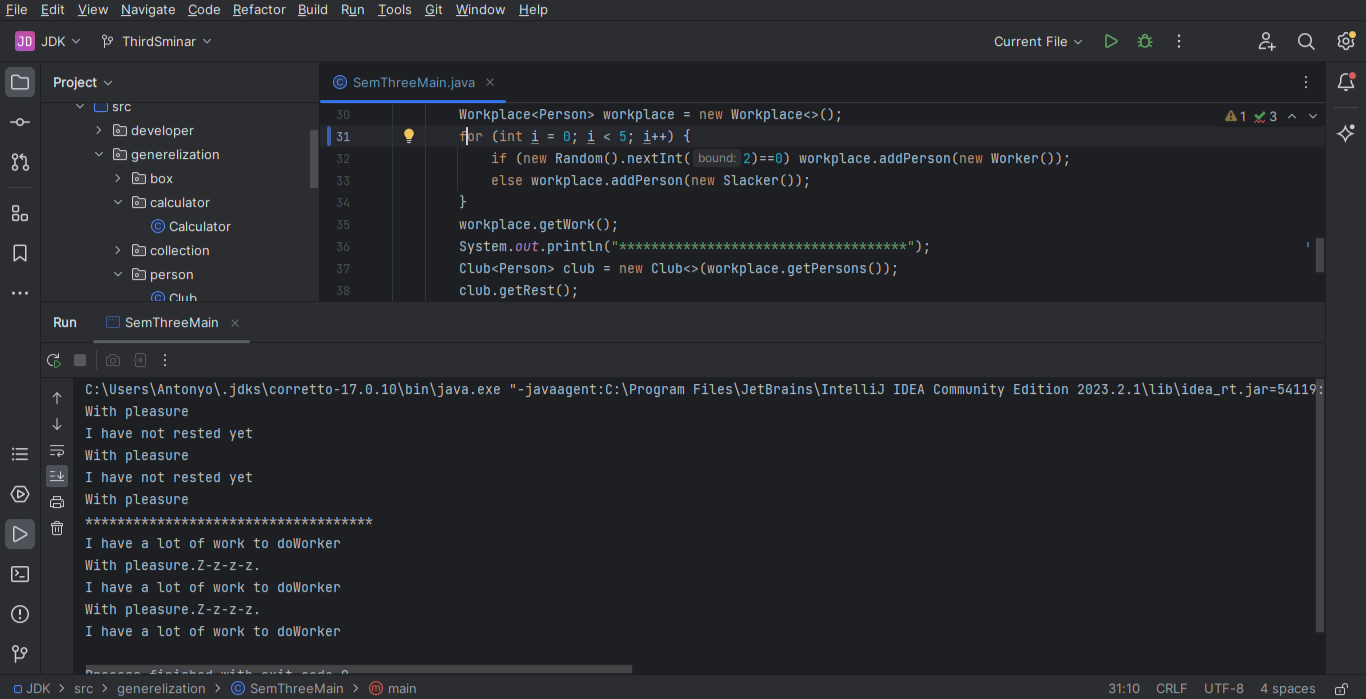 File Edit View Navigate Code Refactor Build Run Tools Git Window Help
JD JDK ThirdSminar Current File
Project
SemThreeMain.java
src
developer
generelization
box
calculator
Calculator
collection
person
Club
1 3
30 Workplace<Person> workplace = new Workplace<>();
31 for (int i = 0; i < 5; i++) {
32 if (new Random().nextInt( bound: 2)==0) workplace.addPerson(new Worker());
33 else workplace.addPerson(new Slacker());
34 }
35 workplace.getWork();
36 System.out.println("************************************");
37 Club<Person> club = new Club<>(workplace.getPersons());
38 club.getRest();
Run SemThreeMain
C:\Users\Antonyo\.jdks\corretto-17.0.10\bin\java.exe "-javaagent:C:\Program Files\JetBrains\IntelliJ IDEA Community Edition 2023.2.1\lib\idea_rt.jar=54119:
With pleasure
I have not rested yet
With pleasure
I have not rested yet
With pleasure
************************************
I have a lot of work to doWorker
With pleasure.Z-z-z-z.
I have a lot of work to doWorker
With pleasure.Z-z-z-z.
I have a lot of work to doWorker
Process finished with exit code 0
JDK > src > generelization > SemThreeMain > main 31:10 CRLF UTF-8 4 spaces